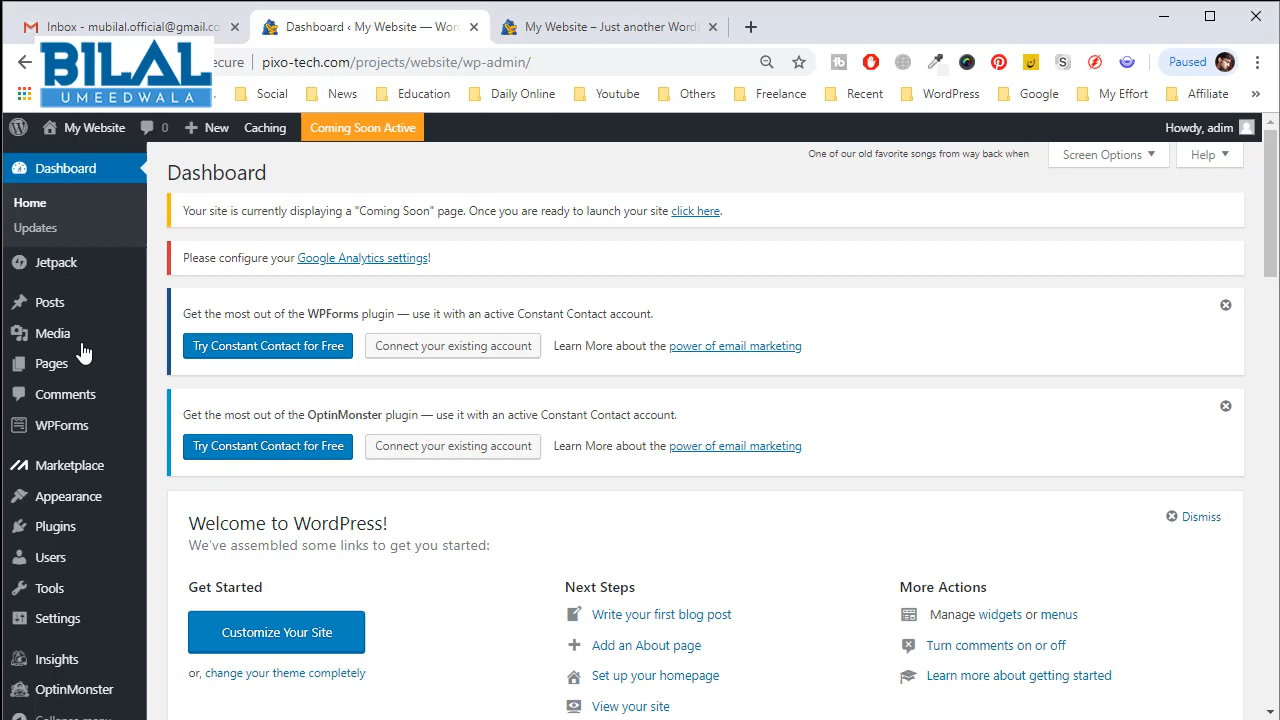 Inbox - mubilal.official@gmail.co
Dashboard ‹ My Website — Wor
My Website – Just another Word
BILAL
UMEEDWALA
ecure
pixo-tech.com/projects/website/wp-admin/
Paused
Social
News
Education
Daily Online
Youtube
Others
Freelan
Recent
WordPress
Google
My Effort
Affiliate
»
My Website
0
New
Caching
Coming Soon Active
Howdy, adim
Dashboard
Home
Updates
Jetpack
Posts
Media
Pages
Comments
WPForms
Marketplace
Appearance
Plugins
Users
Tools
Settings
Insights
OptinMonster
Collapse menu
One of our old favorite songs from way back when
Screen Options
Help
Dashboard
Your site is currently displaying a "Coming Soon" page. Once you are ready to launch your site click here.
Please configure your Google Analytics settings!
Get the most out of the WPForms plugin — use it with an active Constant Contact account.
Try Constant Contact for Free
Connect your existing account
Learn More about the power of email marketing
Get the most out of the OptinMonster plugin — use it with an active Constant Contact account.
Try Constant Contact for Free
Connect your existing account
Learn More about the power of email marketing
Welcome to WordPress!
Dismiss
We've assembled some links to get you started:
Get Started
Customize Your Site
or, change your theme completely
Next Steps
Write your first blog post
Add an About page
Set up your homepage
View your site
More Actions
Manage widgets or menus
Turn comments on or off
Learn more about getting started